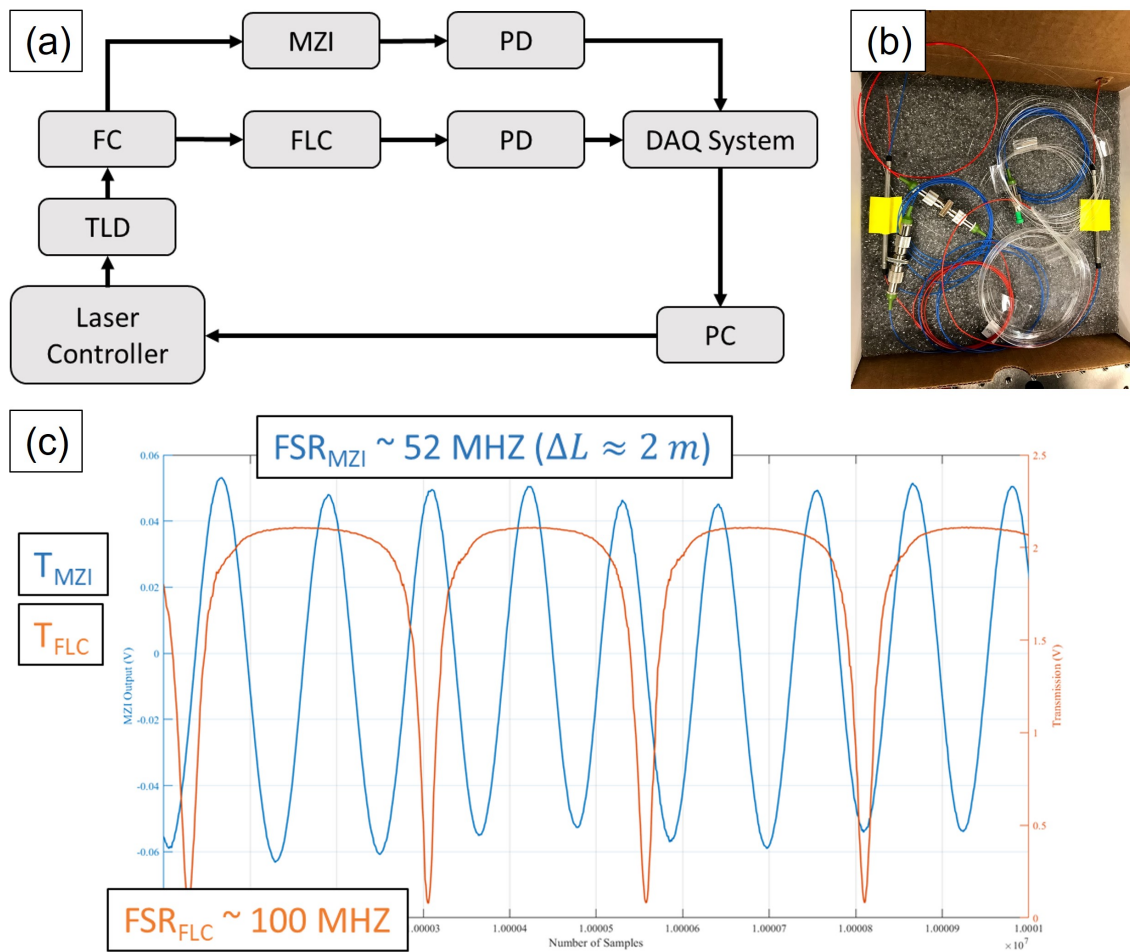 (a)
MZI
PD
FC
FLC
PD
DAQ System
TLD
Laser
Controller
PC
(b)
(c)
FSR_MZI ~ 52 MHZ (ΔL ≈ 2 m)
T_MZI
T_FLC
FSR_FLC ~ 100 MHZ
0.06
0.04
0.02
0
-0.02
-0.04
-0.06
MZI Output (V)
2.5
2
1.5
1
0.5
0
Transmission (V)
1.00003
1.00004
1.00005
1.00006
1.00007
1.00008
1.00009
1.0001
×10⁷
Number of Samples